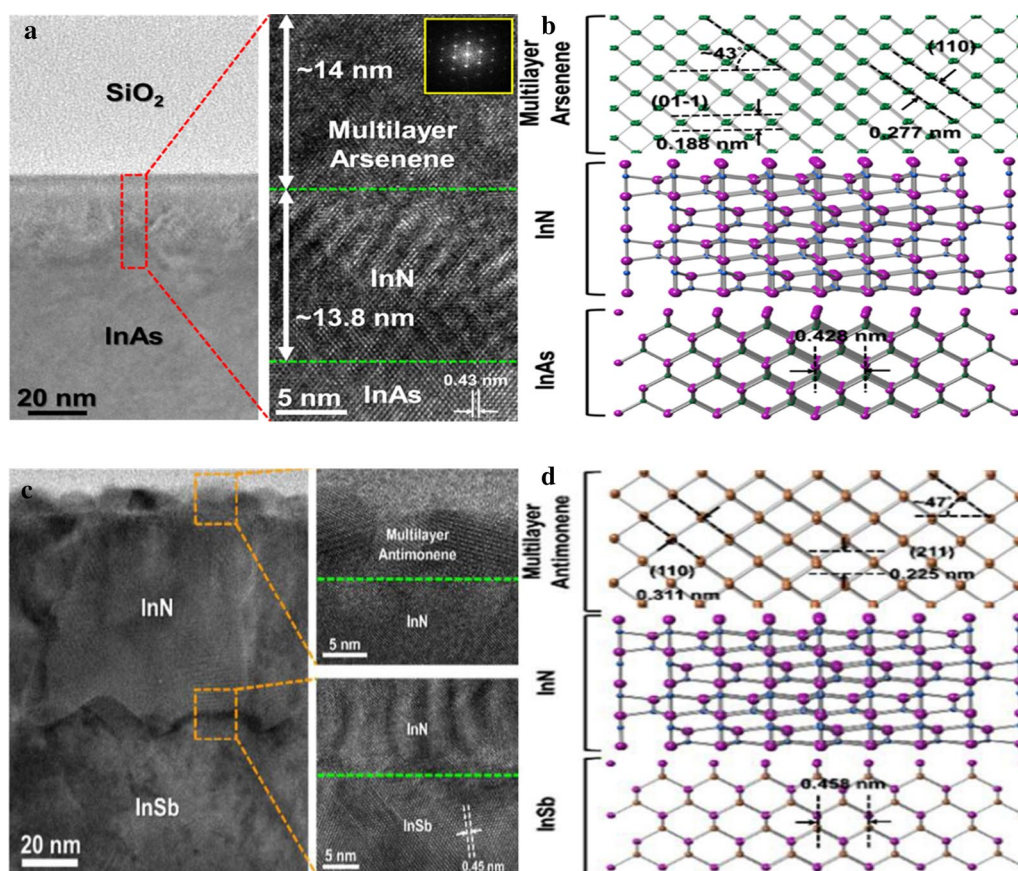 a
SiO2
InAs
20 nm
~14 nm
Multilayer
Arsenene
InN
~13.8 nm
InAs
5 nm
0.43 nm
b
Multilayer
Arsenene
~43°
(110)
(01-1)
0.188 nm
0.277 nm
InN
InAs
0.428 nm
c
InN
InSb
20 nm
Multilayer
Antimonene
InN
5 nm
InN
InSb
5 nm
0.45 nm
d
Multilayer
Antimonene
~47°
(110)
0.311 nm
(211)
0.225 nm
InN
InSb
0.458 nm